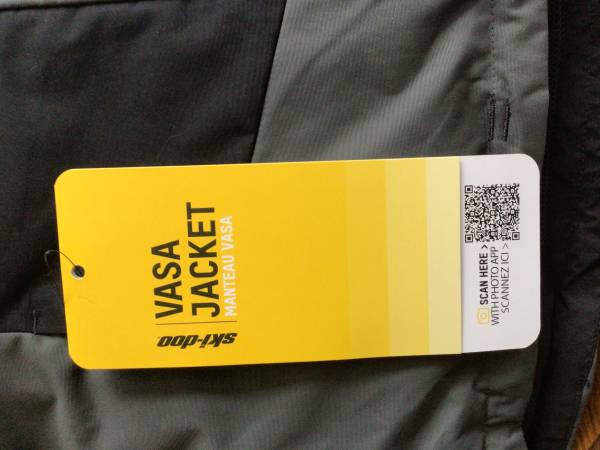 ski-doo
VASA
JACKET
MANTEAU VASA
SCAN HERE >
WITH PHOTO APP
SCANNEZ ICI >